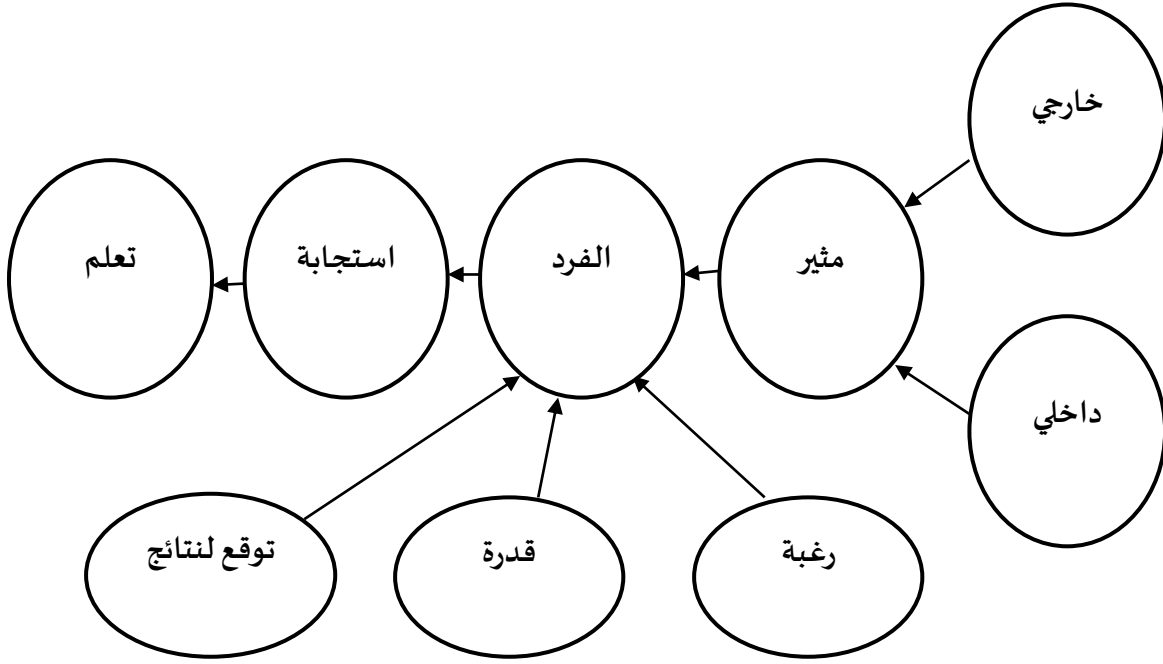 خارجي
مثير
الفرد
استجابة
تعلم
داخلي
رغبة
قدرة
توقع لنتائج